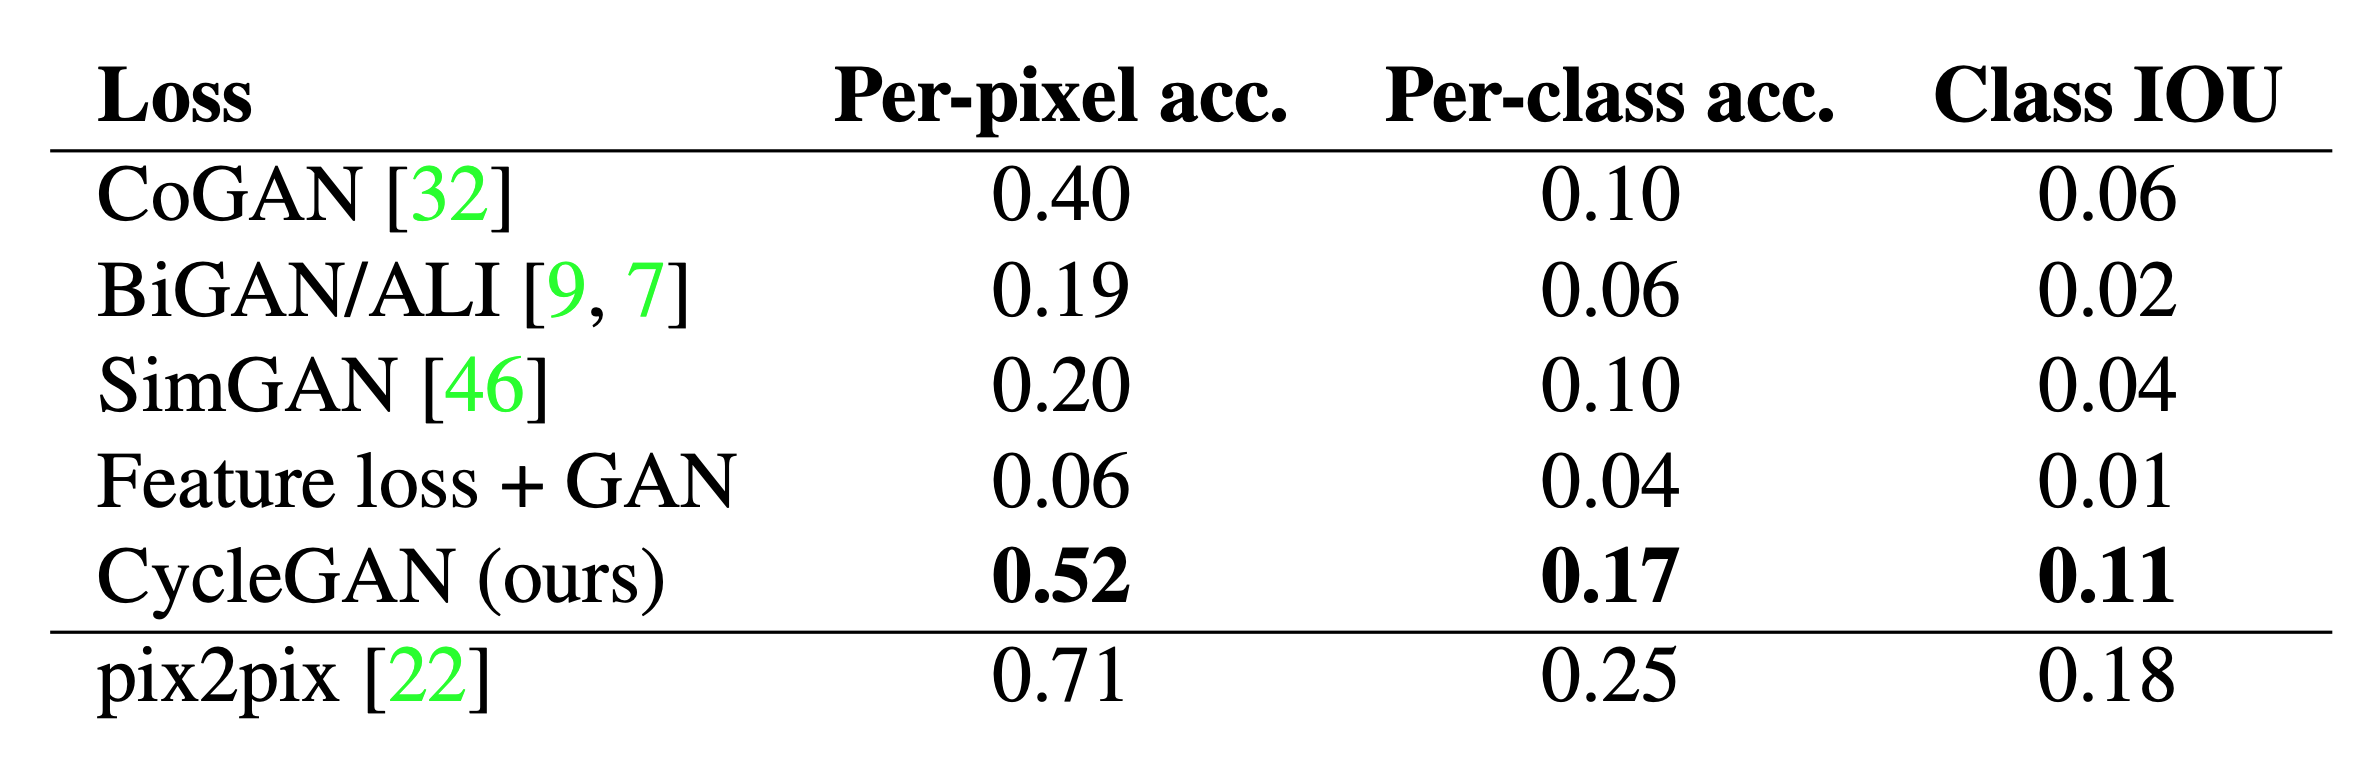 Loss Per-pixel acc. Per-class acc. Class IOU
CoGAN [32] 0.40 0.10 0.06
BiGAN/ALI [9, 7] 0.19 0.06 0.02
SimGAN [46] 0.20 0.10 0.04
Feature loss + GAN 0.06 0.04 0.01
CycleGAN (ours) 0.52 0.17 0.11
pix2pix [22] 0.71 0.25 0.18